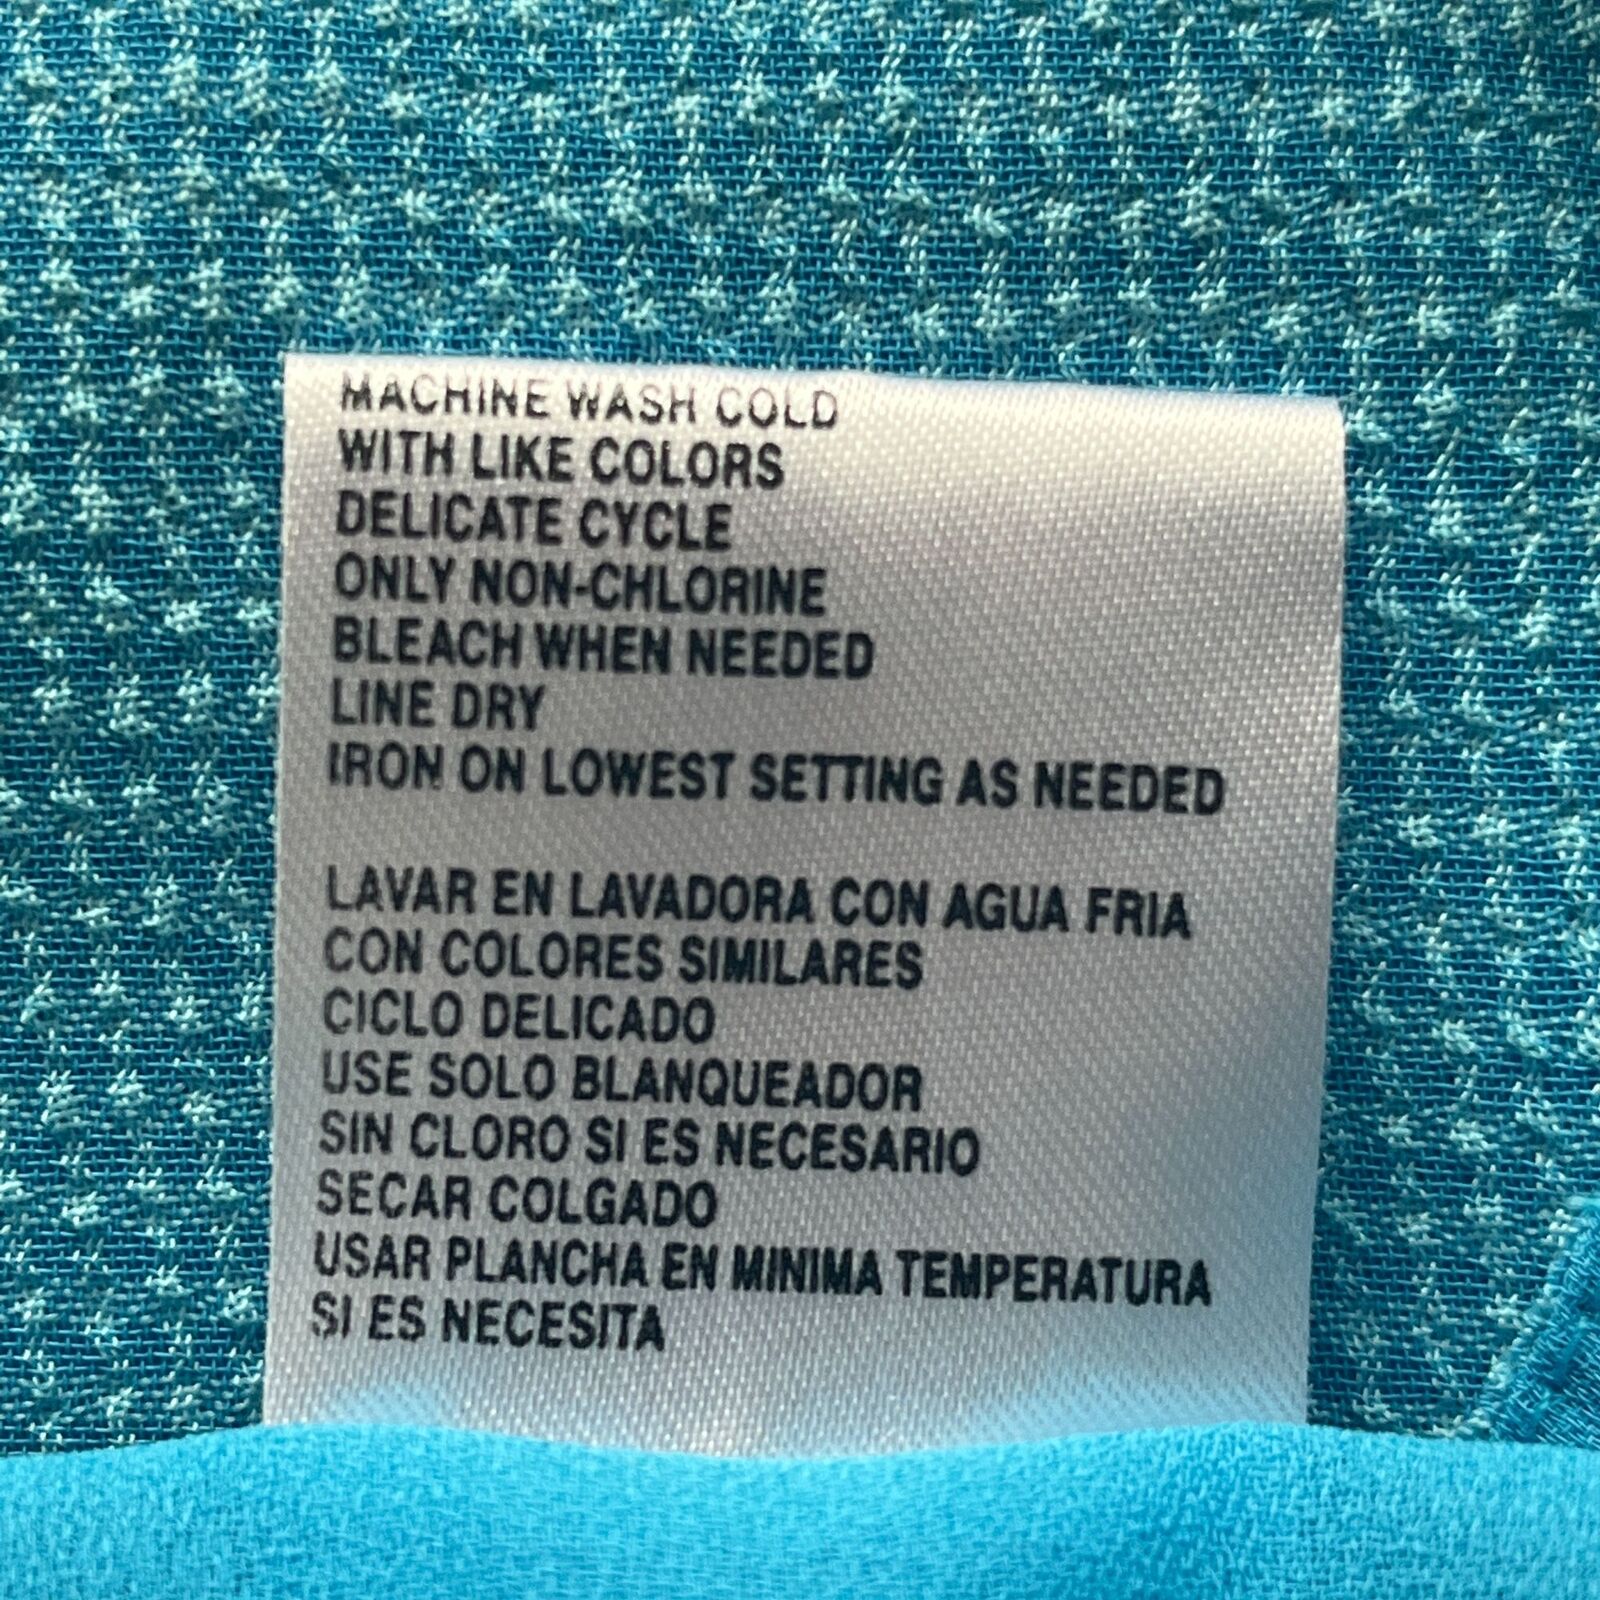 MACHINE WASH COLD
WITH LIKE COLORS
DELICATE CYCLE
ONLY NON-CHLORINE
BLEACH WHEN NEEDED
LINE DRY
IRON ON LOWEST SETTING AS NEEDED
LAVAR EN LAVADORA CON AGUA FRIA
CON COLORES SIMILARES
CICLO DELICADO
USE SOLO BLANQUEADOR
SIN CLORO SI ES NECESARIO
SECAR COLGADO
USAR PLANCHA EN MINIMA TEMPERATURA
SI ES NECESITA